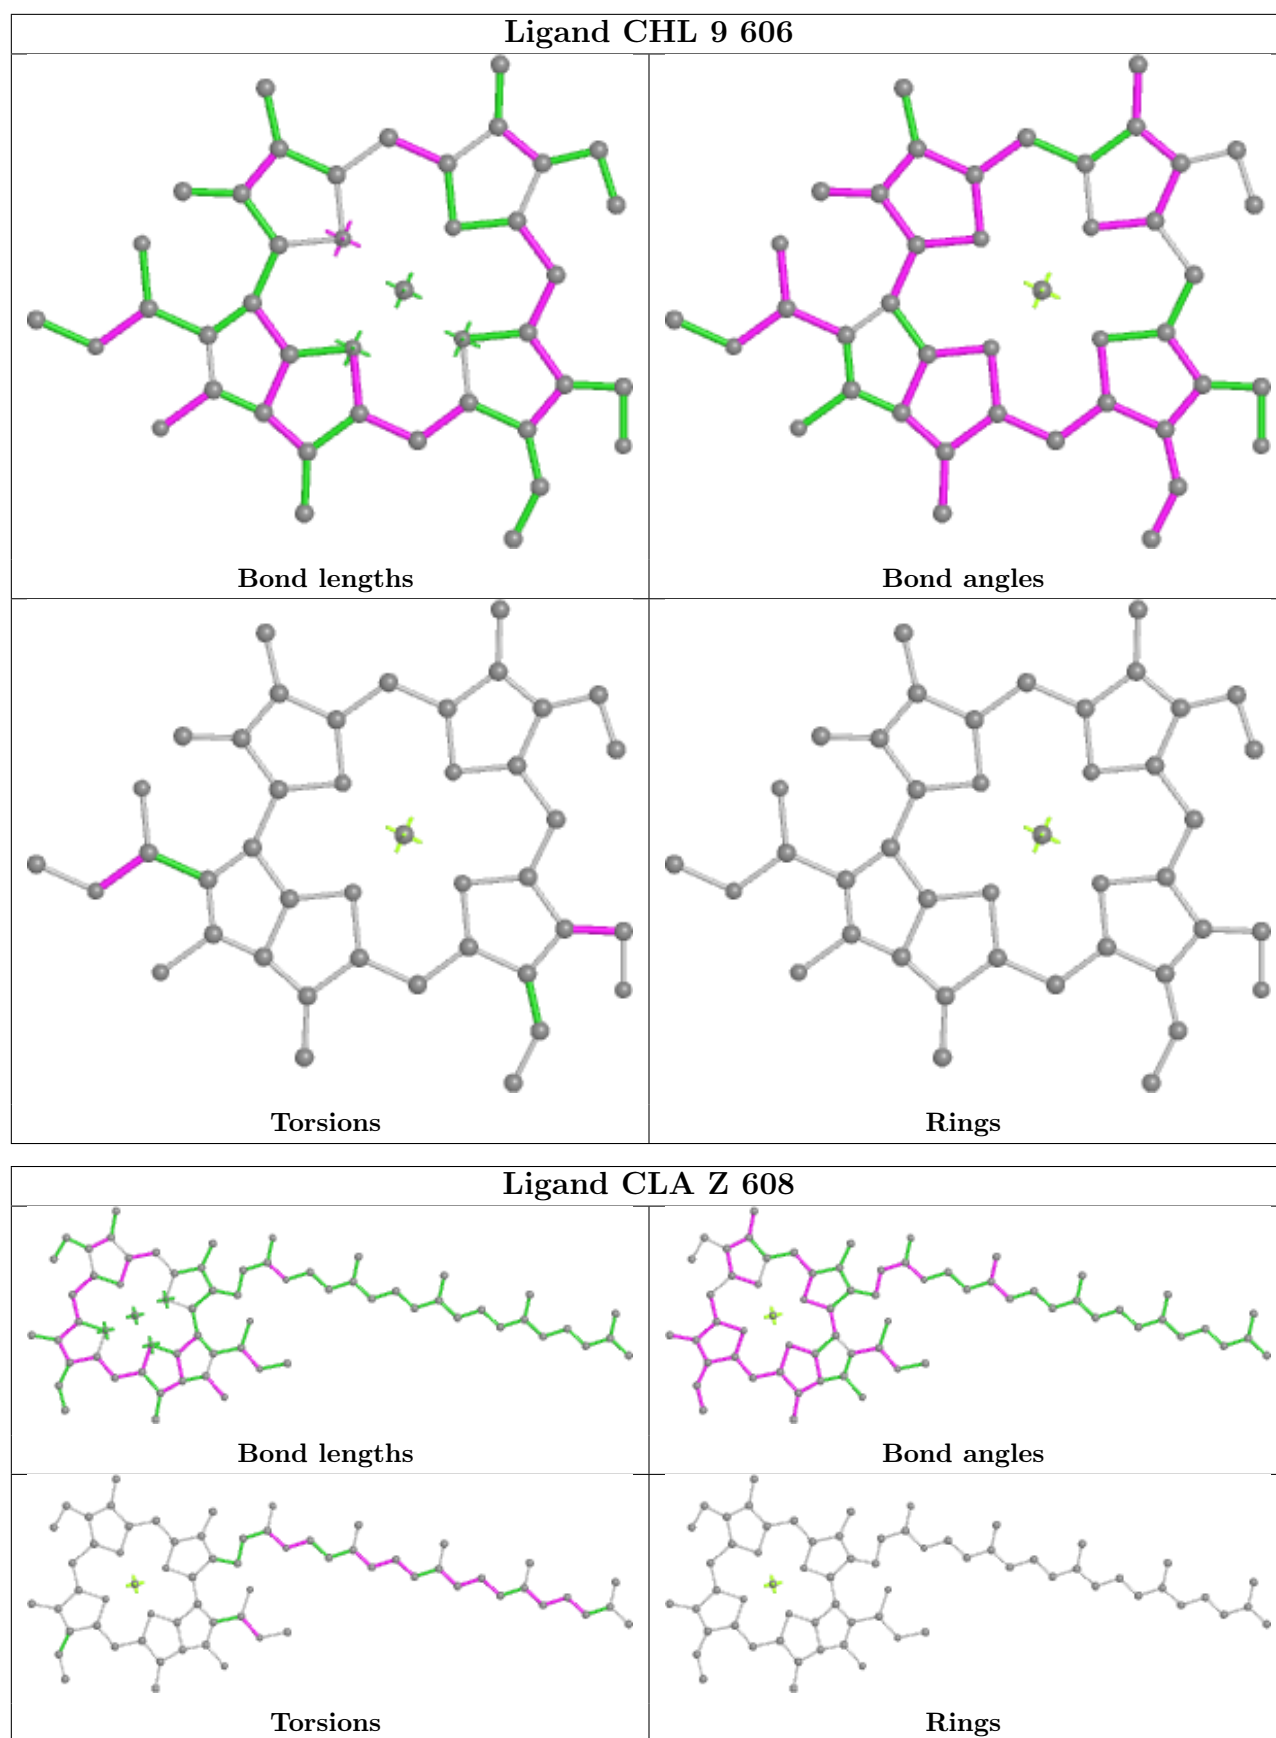 Ligand CHL 9 606
Bond lengths
Bond angles
Torsions
Rings
Ligand CLA Z 608
Bond lengths
Bond angles
Torsions
Rings